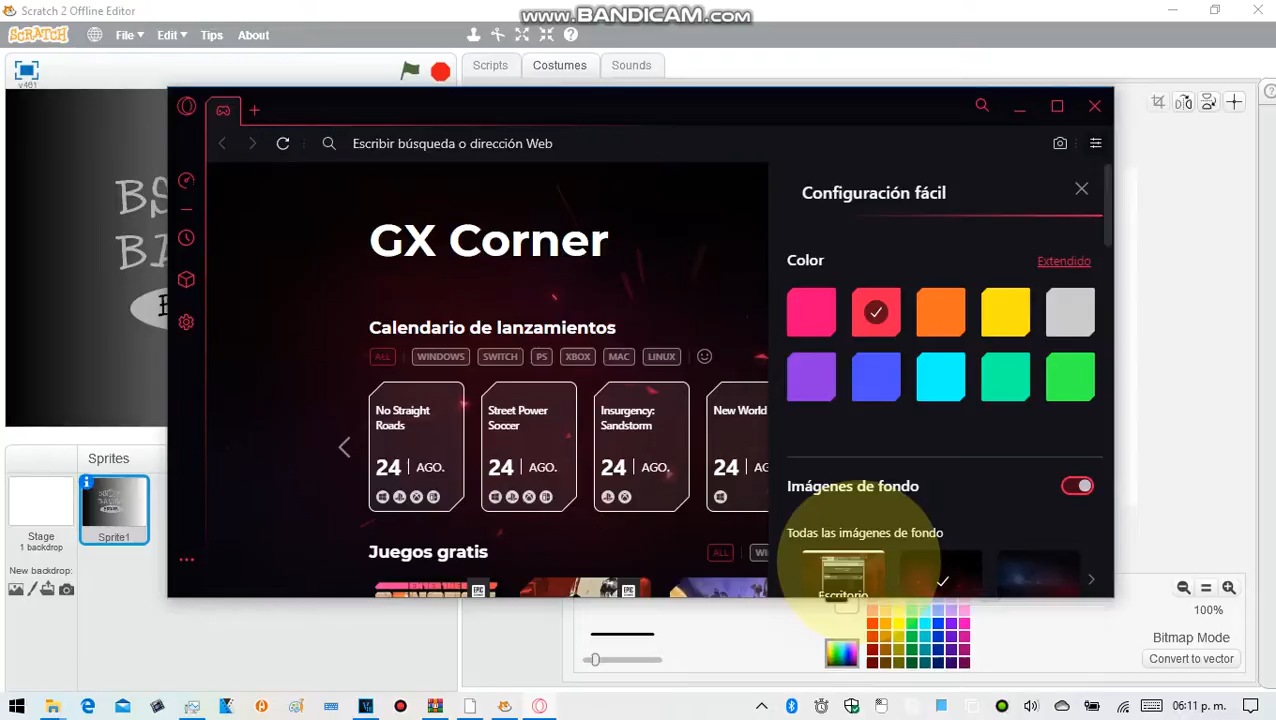 Scratch 2 Offline Editor
www.BANDICAM.com
SCRATCH File Edit Tips About
v461
Scripts Costumes Sounds
Escribir búsqueda o dirección Web
Configuración fácil
GX Corner
Color Extendido
Calendario de lanzamientos
ALL WINDOWS SWITCH PS XBOX MAC LINUX
No Straight Roads
24 AGO.
Street Power Soccer
24 AGO.
Insurgency: Sandstorm
24 AGO.
New World
24 AGO.
Imágenes de fondo
Todas las imágenes de fondo
Escritorio
Juegos gratis
ALL
EPIC
EPIC
Sprites
Stage
1 backdrop
Sprite1
New backdrop:
100%
Bitmap Mode
Convert to vector
06:11 p. m.